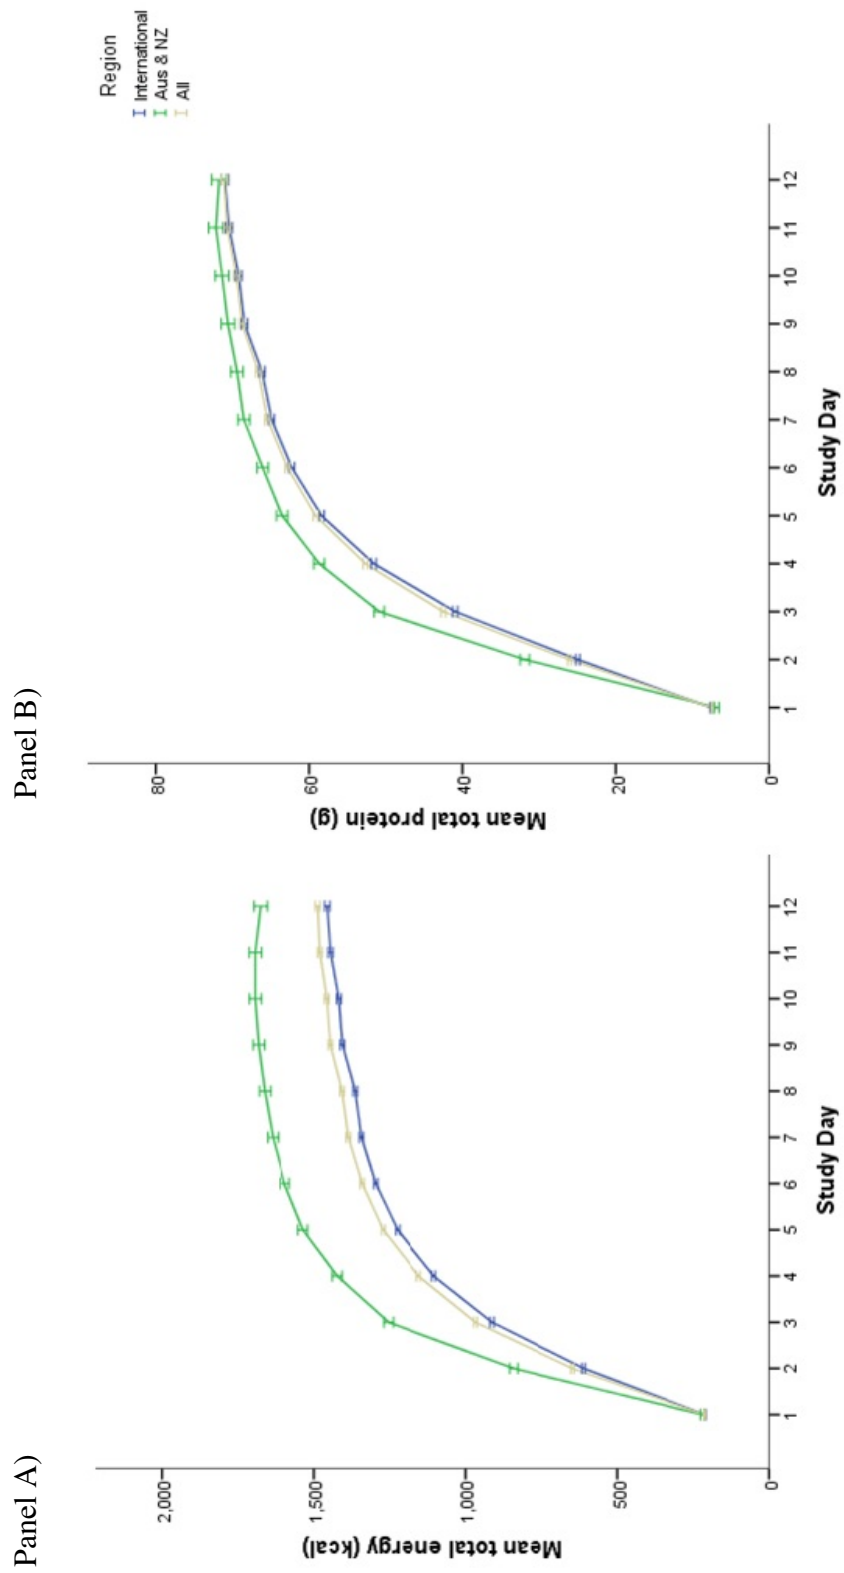 Panel A)
Mean total energy (kcal)
2,000
1,500
1,000
500
0
1 2 3 4 5 6 7 8 9 10 11 12
Study Day
Panel B)
Mean total protein (g)
80
60
40
20
0
1 2 3 4 5 6 7 8 9 10 11 12
Study Day
Region
International
Aus & NZ
All